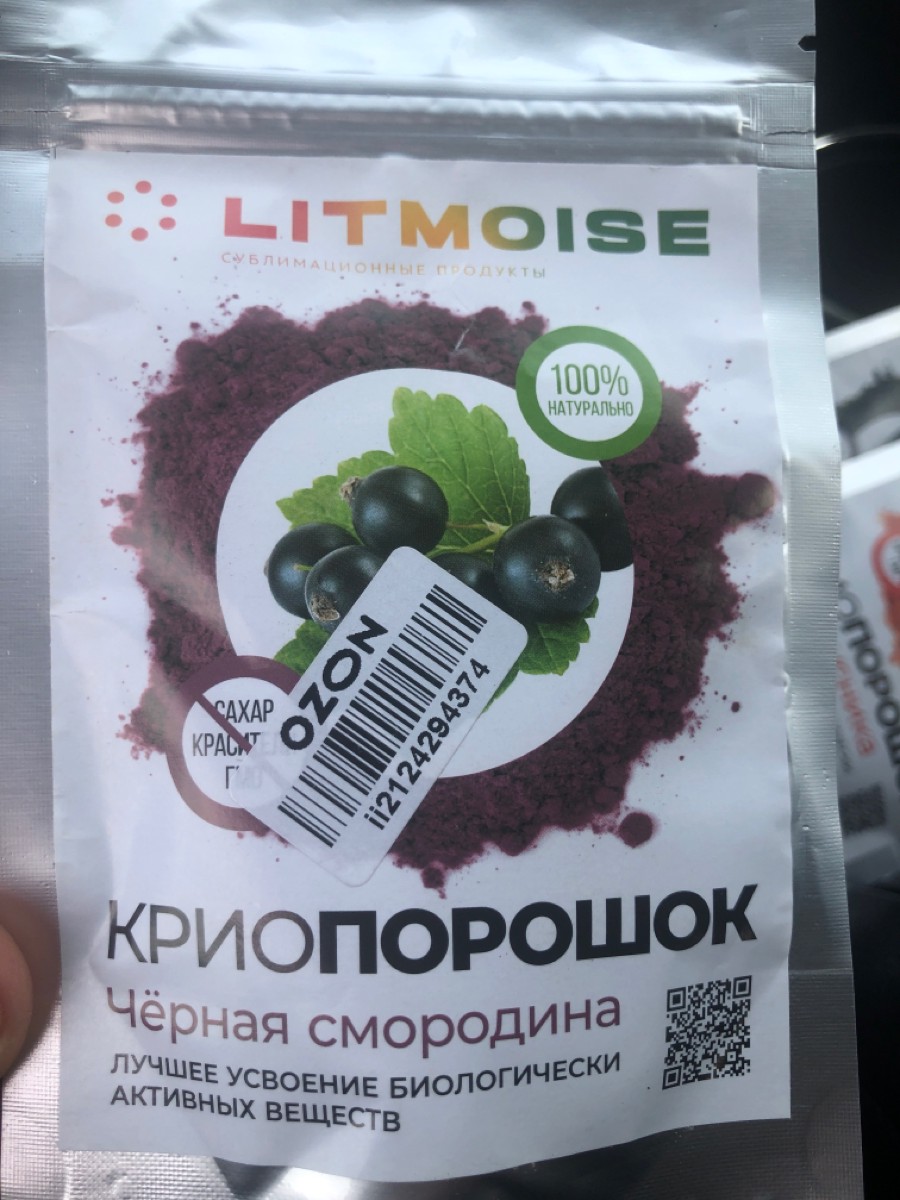 LITMOISE
СУБЛИМАЦИОННЫЕ ПРОДУКТЫ
100%
НАТУРАЛЬНО
САХАР
OZON
ii2124294374
КРИОПОРОШОК
Чёрная смородина
ЛУЧШЕЕ УСВОЕНИЕ БИОЛОГИЧЕСКИ
АКТИВНЫХ ВЕЩЕСТВ